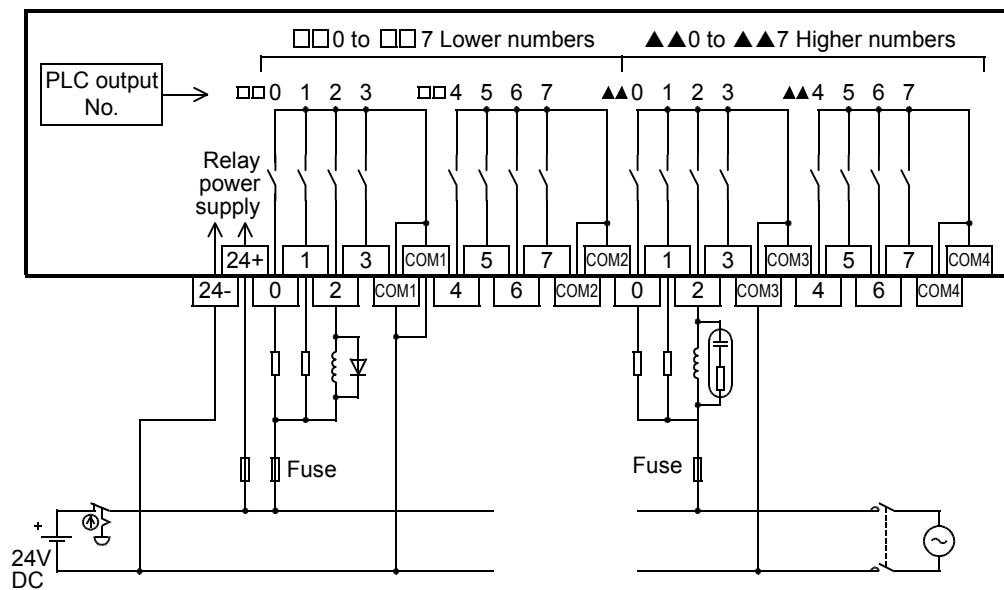 □□0 to □□7 Lower numbers ▲▲0 to ▲▲7 Higher numbers
PLC output
No.
□□0 1 2 3 □□4 5 6 7 ▲▲0 1 2 3 ▲▲4 5 6 7
Relay
power
supply
24+ 1 3 COM1 5 7 COM2 1 3 COM3 5 7 COM4
24- 0 2 COM1 4 6 COM2 0 2 COM3 4 6 COM4
Fuse Fuse
+
24V
DC